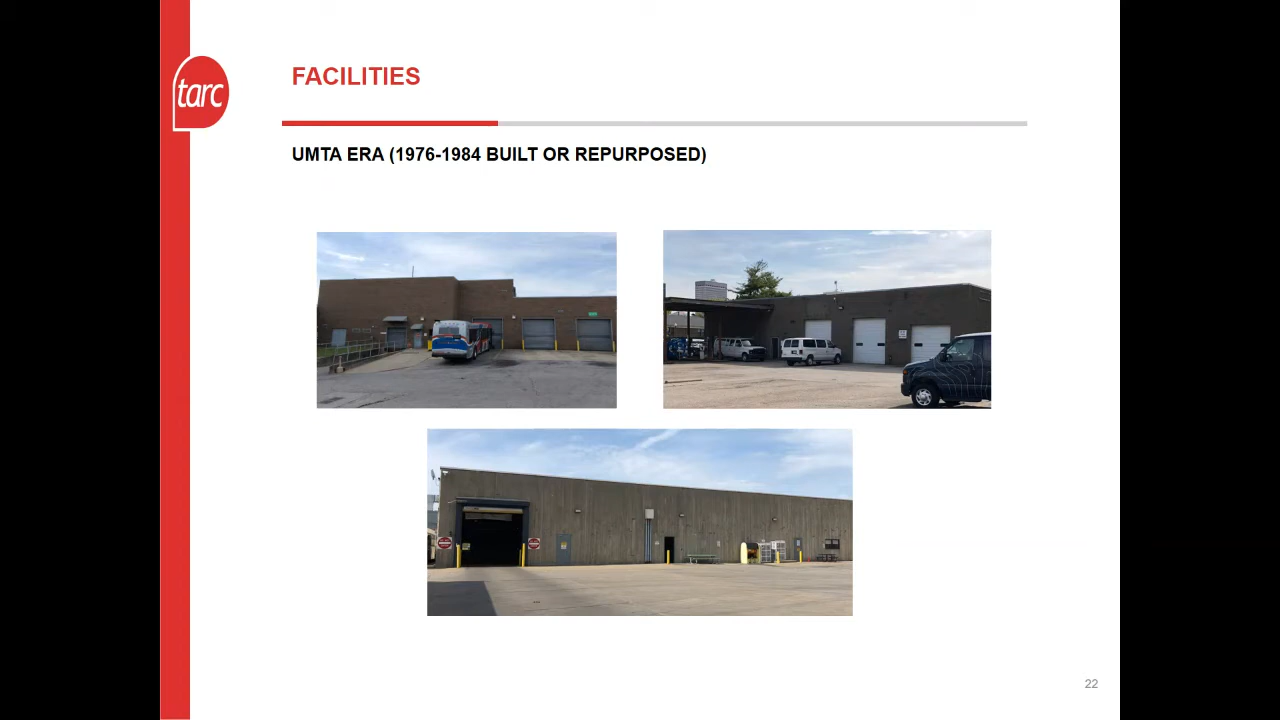 tarc
FACILITIES
UMTA ERA (1976-1984 BUILT OR REPURPOSED)
22